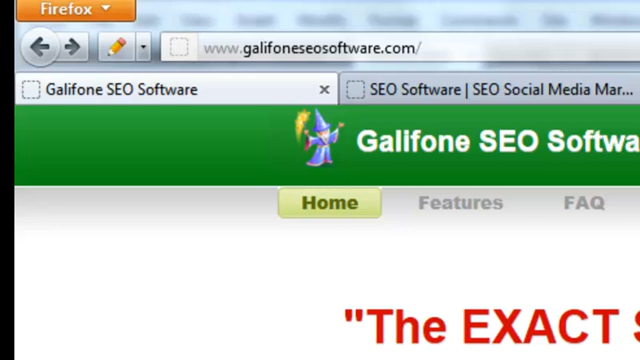 Firefox
www.galifoneseosoftware.com/
Galifone SEO Software
SEO Software | SEO Social Media Mar...
Galifone SEO Softwa
Home
Features
FAQ
"The EXACT